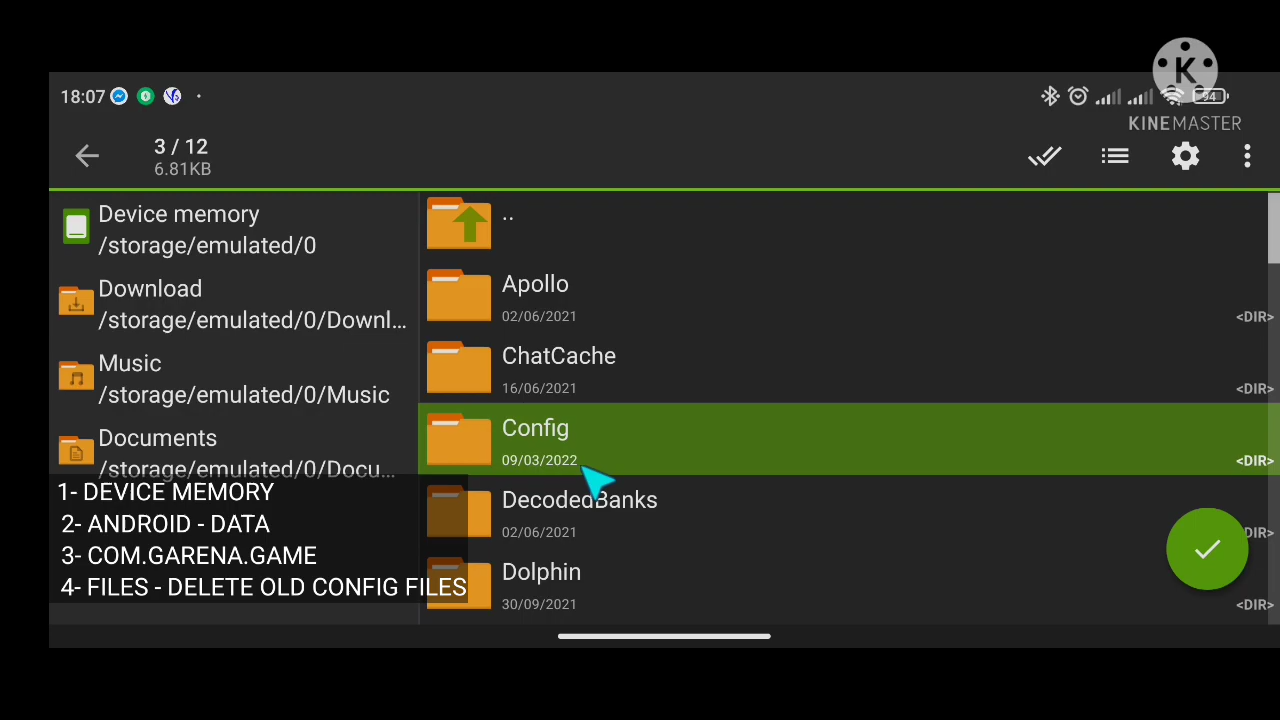 18:07
94
KINEMASTER
3 / 12
6.81KB
Device memory
/storage/emulated/0
Download
/storage/emulated/0/Downl...
Music
/storage/emulated/0/Music
Documents
/storage/emulated/0/Docu...
..
Apollo
02/06/2021
<DIR>
ChatCache
16/06/2021
<DIR>
Config
09/03/2022
<DIR>
DecodedBanks
02/06/2021
<DIR>
Dolphin
30/09/2021
<DIR>
1- DEVICE MEMORY
2- ANDROID - DATA
3- COM.GARENA.GAME
4- FILES - DELETE OLD CONFIG FILES